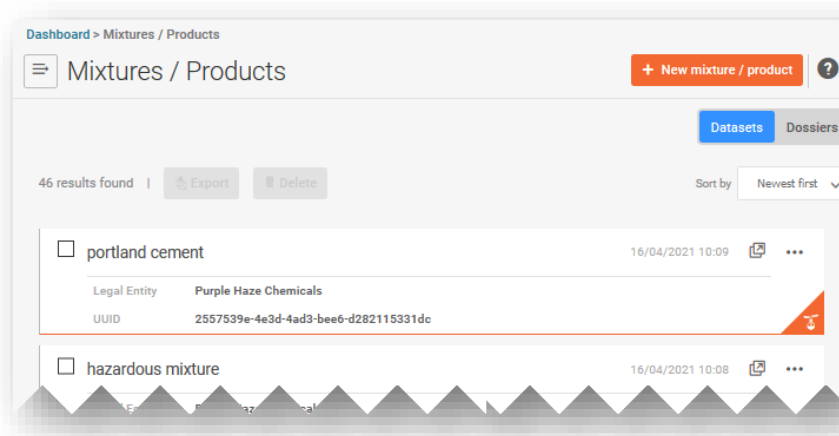 Dashboard > Mixtures / Products
Mixtures / Products
+ New mixture / product
?
Datasets Dossiers
46 results found | Export Delete
Sort by Newest first
portland cement 16/04/2021 10:09
Legal Entity Purple Haze Chemicals
UUID 2557539e-4e3d-4ad3-bee6-d282115331dc
hazardous mixture 16/04/2021 10:08